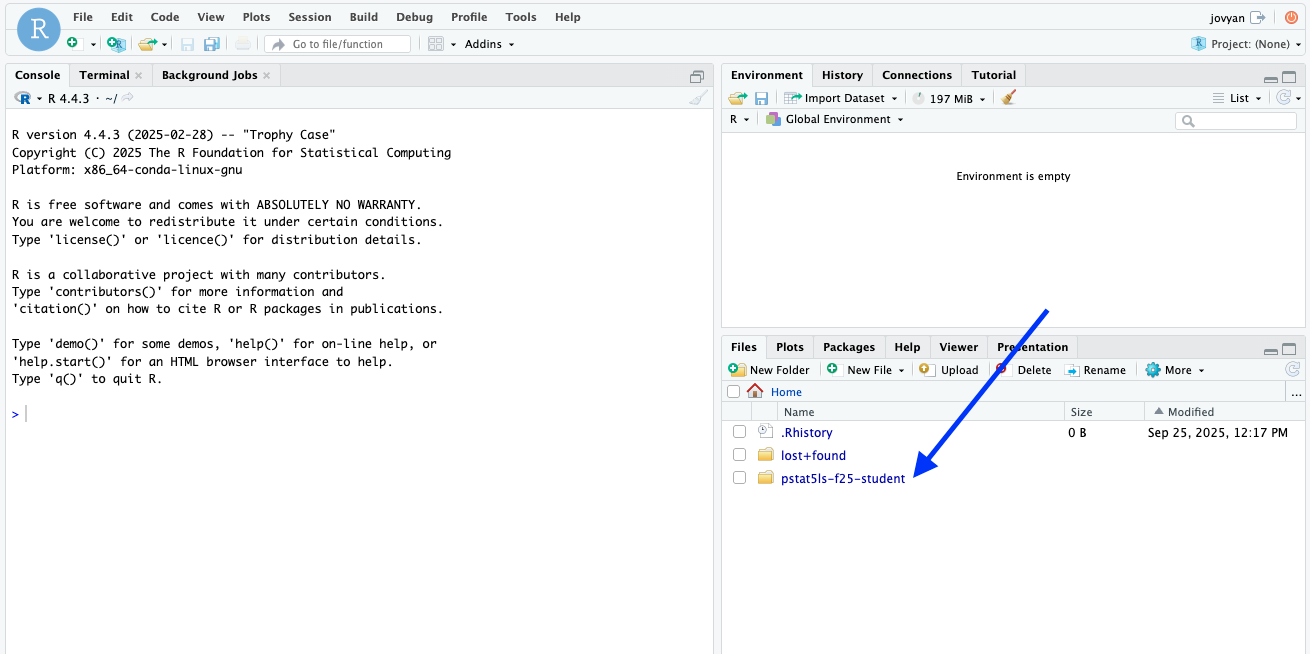 R
File Edit Code View Plots Session Build Debug Profile Tools Help
jovyan
Go to file/function
Addins
Project: (None)
Console Terminal Background Jobs
R 4.4.3 · ~/
R version 4.4.3 (2025-02-28) -- "Trophy Case"
Copyright (C) 2025 The R Foundation for Statistical Computing
Platform: x86_64-conda-linux-gnu
R is free software and comes with ABSOLUTELY NO WARRANTY.
You are welcome to redistribute it under certain conditions.
Type 'license()' or 'licence()' for distribution details.
R is a collaborative project with many contributors.
Type 'contributors()' for more information and
'citation()' on how to cite R or R packages in publications.
Type 'demo()' for some demos, 'help()' for on-line help, or
'help.start()' for an HTML browser interface to help.
Type 'q()' to quit R.
>
Environment History Connections Tutorial
Import Dataset 197 MiB List
R Global Environment
Environment is empty
Files Plots Packages Help Viewer Presentation
New Folder New File Upload Delete Rename More
Home ...
Name Size Modified
.Rhistory 0 B Sep 25, 2025, 12:17 PM
lost+found
pstat5ls-f25-student